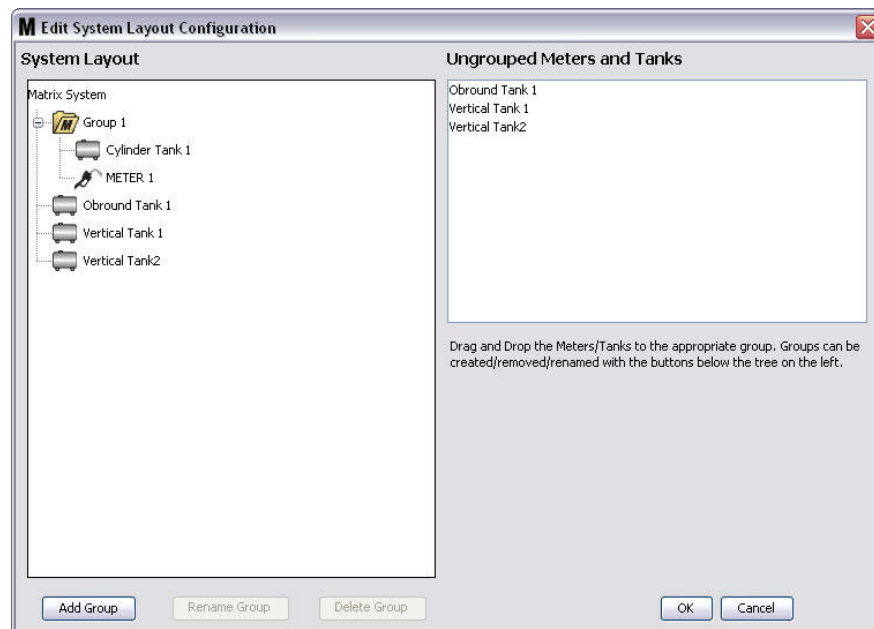 M Edit System Layout Configuration
System Layout
Matrix System
M Group 1
Cylinder Tank 1
METER 1
Obround Tank 1
Vertical Tank 1
Vertical Tank2
Add Group
Rename Group
Delete Group
Ungrouped Meters and Tanks
Obround Tank 1
Vertical Tank 1
Vertical Tank2
Drag and Drop the Meters/Tanks to the appropriate group. Groups can be
created/removed/renamed with the buttons below the tree on the left.
OK
Cancel